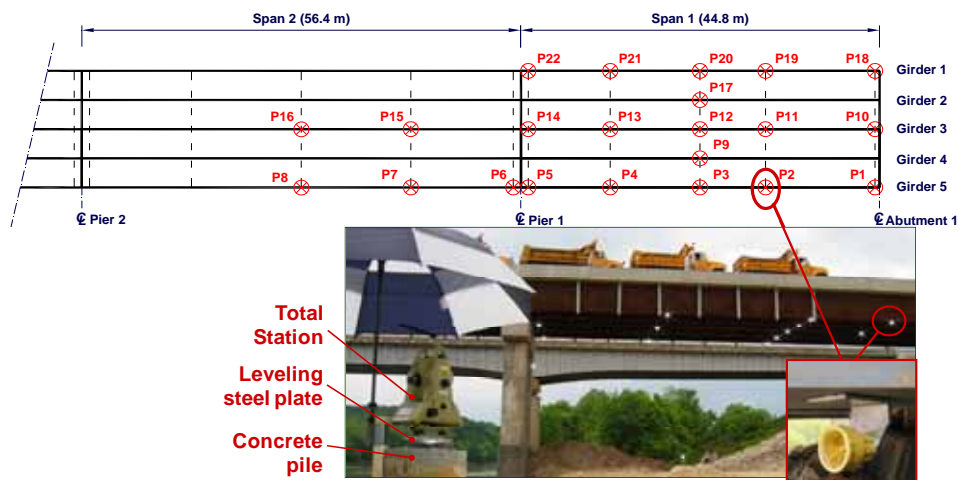 Span 2 (56.4 m)
Span 1 (44.8 m)
P22
P21
P20
P19
P18
Girder 1
P17
Girder 2
P16
P15
P14
P13
P12
P11
P10
Girder 3
P9
Girder 4
P8
P7
P6
P5
P4
P3
P2
P1
Girder 5
℄ Pier 2
℄ Pier 1
℄ Abutment 1
Total
Station
Leveling
steel plate
Concrete
pile